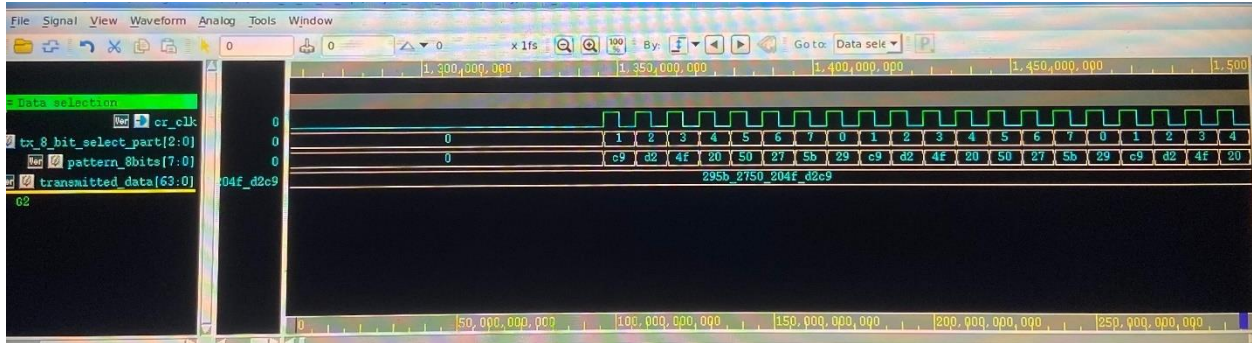 File Signal View Waveform Analog Tools Window
0 0 0 x 1fs 100% By: Go to: Data sele P
1,300,000,000 1,350,000,000 1,400,000,000 1,450,000,000 1,500
= Data selection
Ver cr_clk 0
tx_8_bit_select_part[2:0] 0 0 1 2 3 4 5 6 7 0 1 2 3 4 5 6 7 0 1 2 3 4
Ver pattern_8bits[7:0] 0 0 c9 d2 4f 20 50 27 5b 29 c9 d2 4f 20 50 27 5b 29 c9 d2 4f 20
transmitted_data[63:0] 204f_d2c9 295b_2750_204f_d2c9
G2
0 50,000,000,000 100,000,000,000 150,000,000,000 200,000,000,000 250,000,000,000